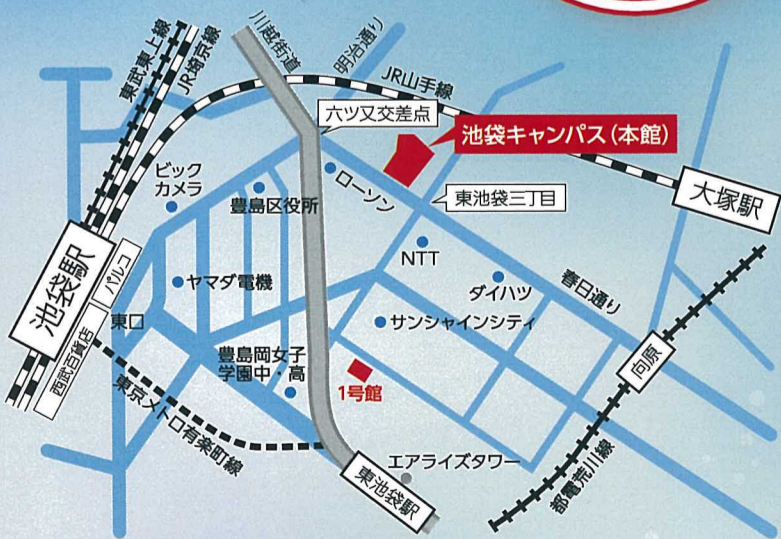 東武東上線
JR埼京線
川越街道
明治通り
JR山手線
六ツ又交差点
池袋キャンパス（本館）
大塚駅
ビック
カメラ
豊島区役所
ローソン
東池袋三丁目
池袋駅
パルコ
NTT
ヤマダ電機
ダイハツ
春日通り
東口
サンシャインシティ
西武百貨店
豊島岡女子
学園中・高
1号館
向原
東京メトロ有楽町線
エアライズタワー
東池袋駅
都電荒川線